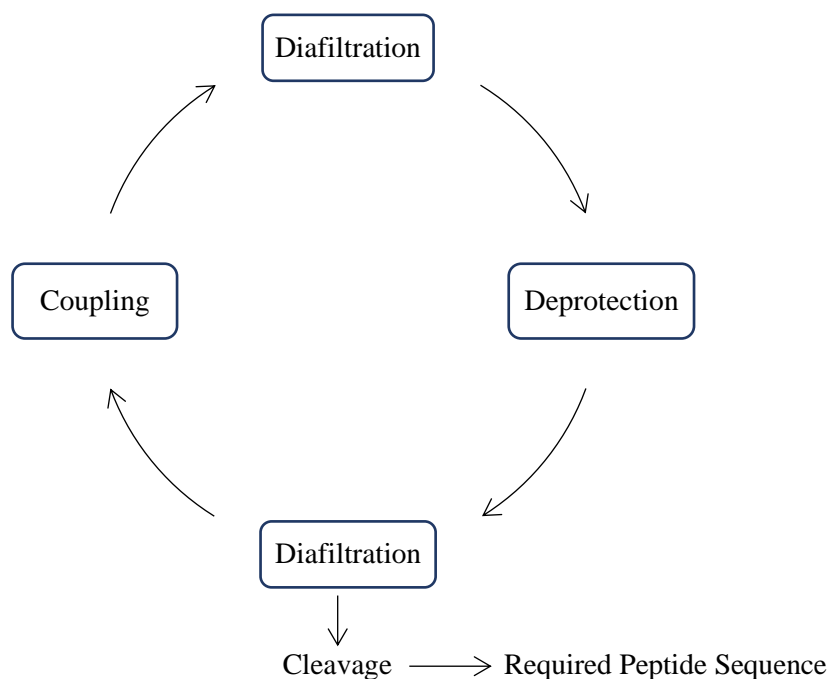 Diafiltration
Coupling
Deprotection
Diafiltration
Cleavage
Required Peptide Sequence